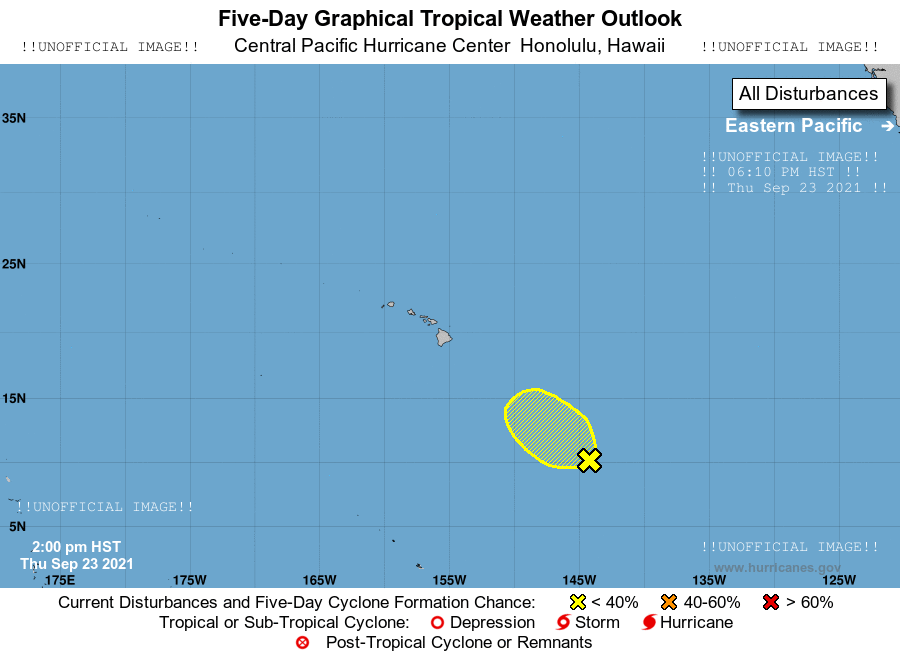 Five-Day Graphical Tropical Weather Outlook
!!UNOFFICIAL IMAGE!! Central Pacific Hurricane Center Honolulu, Hawaii !!UNOFFICIAL IMAGE!!
All Disturbances
35N
Eastern Pacific →
!!UNOFFICIAL IMAGE!!
!! 06:10 PM HST !!
!! Thu Sep 23 2021 !!
25N
15N
!!UNOFFICIAL IMAGE!!
5N
2:00 pm HST
Thu Sep 23 2021
!!UNOFFICIAL IMAGE!!
www.hurricanes.gov
175E 175W 165W 155W 145W 135W 125W
Current Disturbances and Five-Day Cyclone Formation Chance: < 40% 40-60% > 60%
Tropical or Sub-Tropical Cyclone: Depression Storm Hurricane
Post-Tropical Cyclone or Remnants